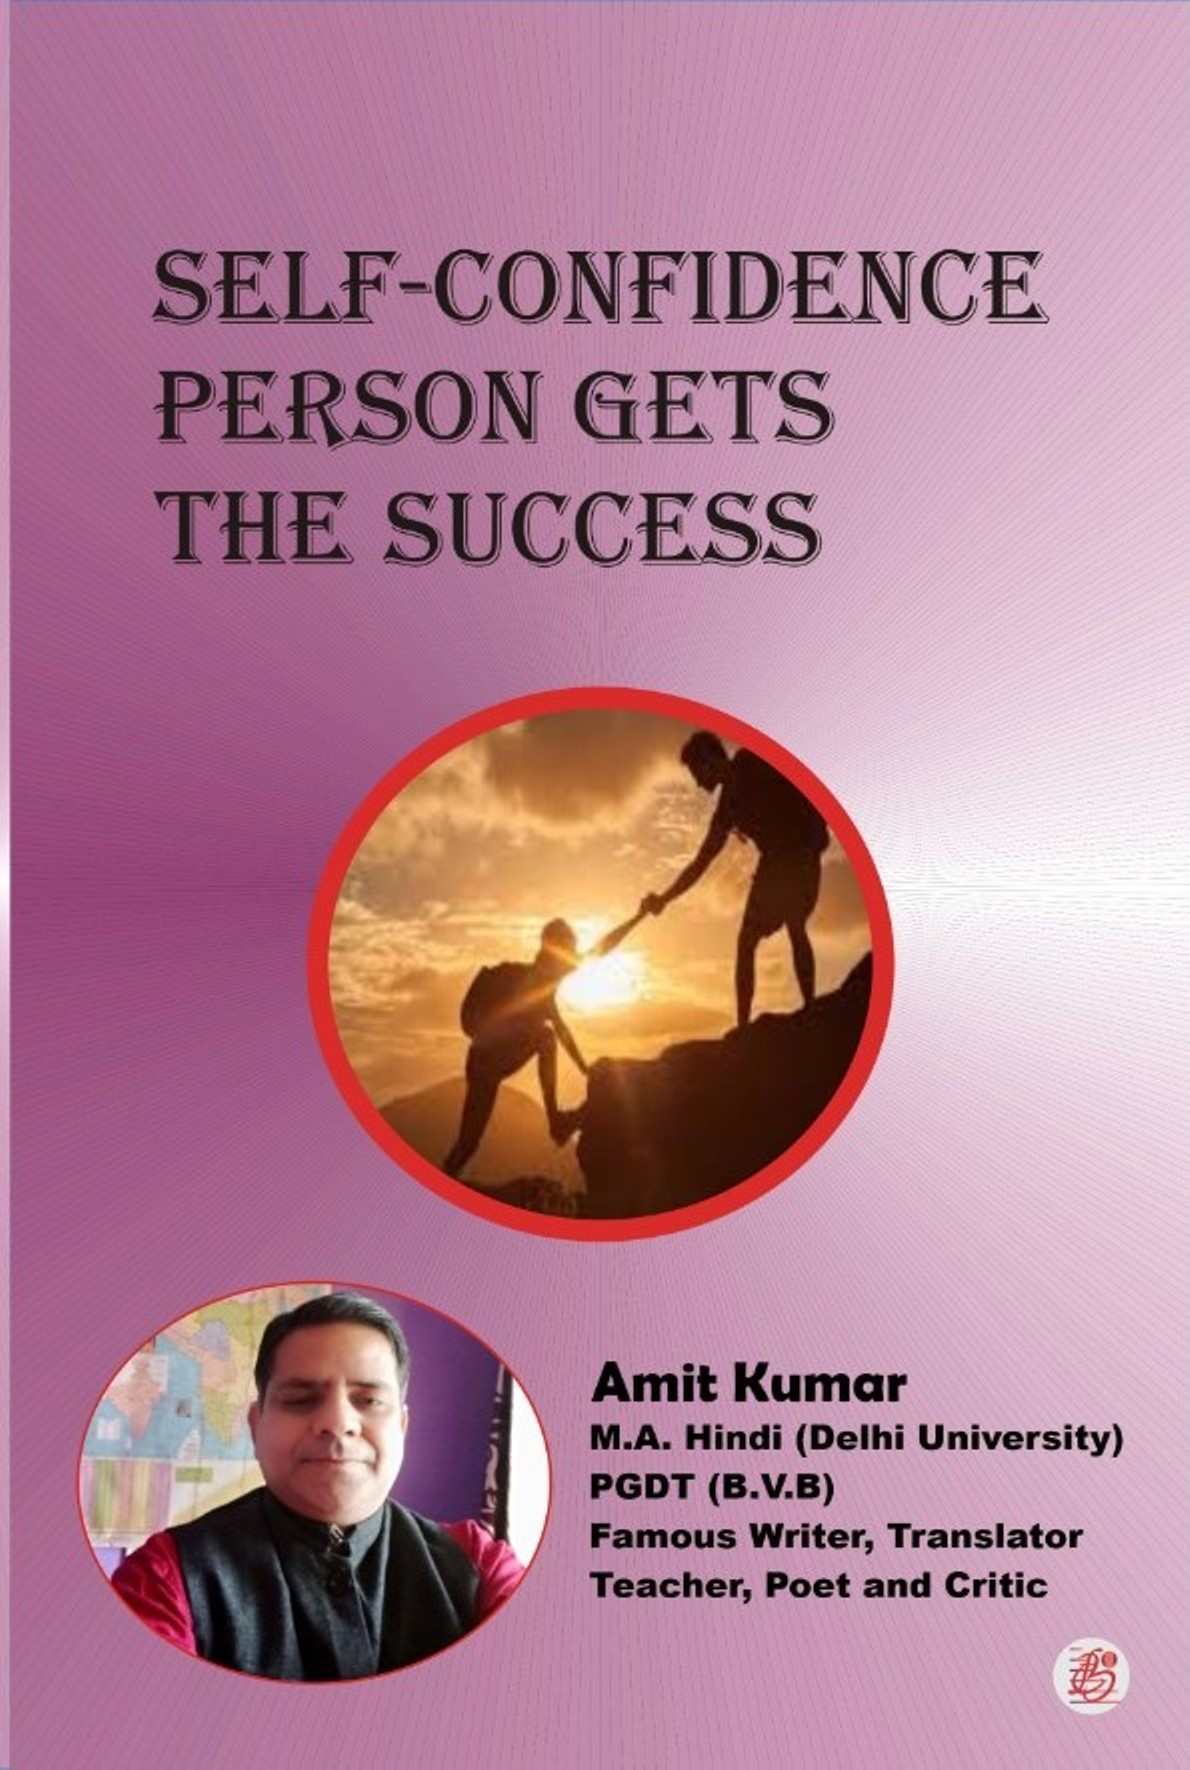 SELF-CONFIDENCE
PERSON GETS
THE SUCCESS
Amit Kumar
M.A. Hindi (Delhi University)
PGDT (B.V.B)
Famous Writer, Translator
Teacher, Poet and Critic